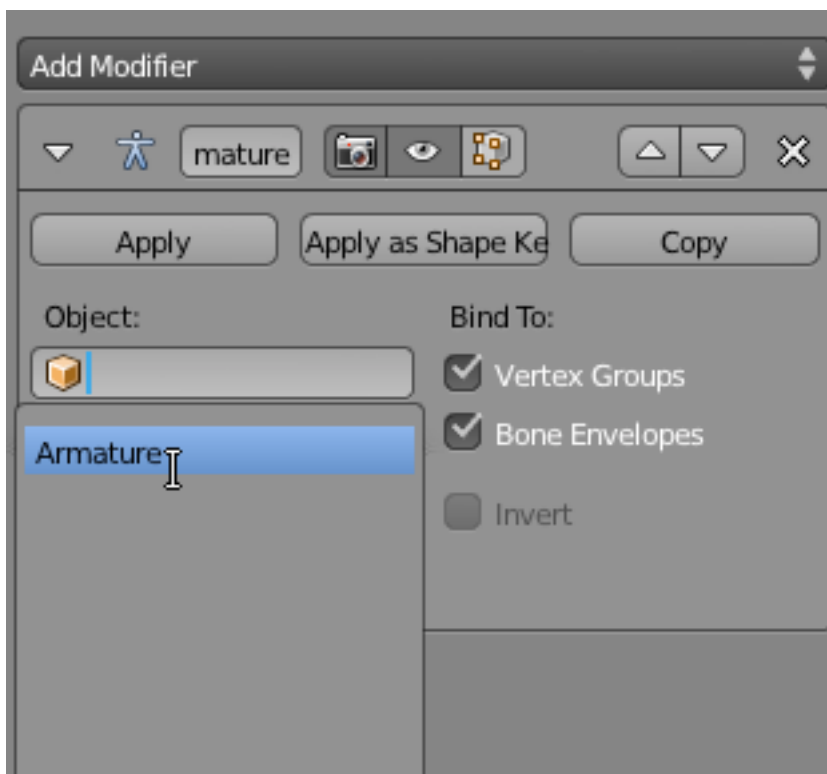 Add Modifier
mature
Apply Apply as Shape Ke Copy
Object: Bind To:
Vertex Groups
Armature Bone Envelopes
Invert